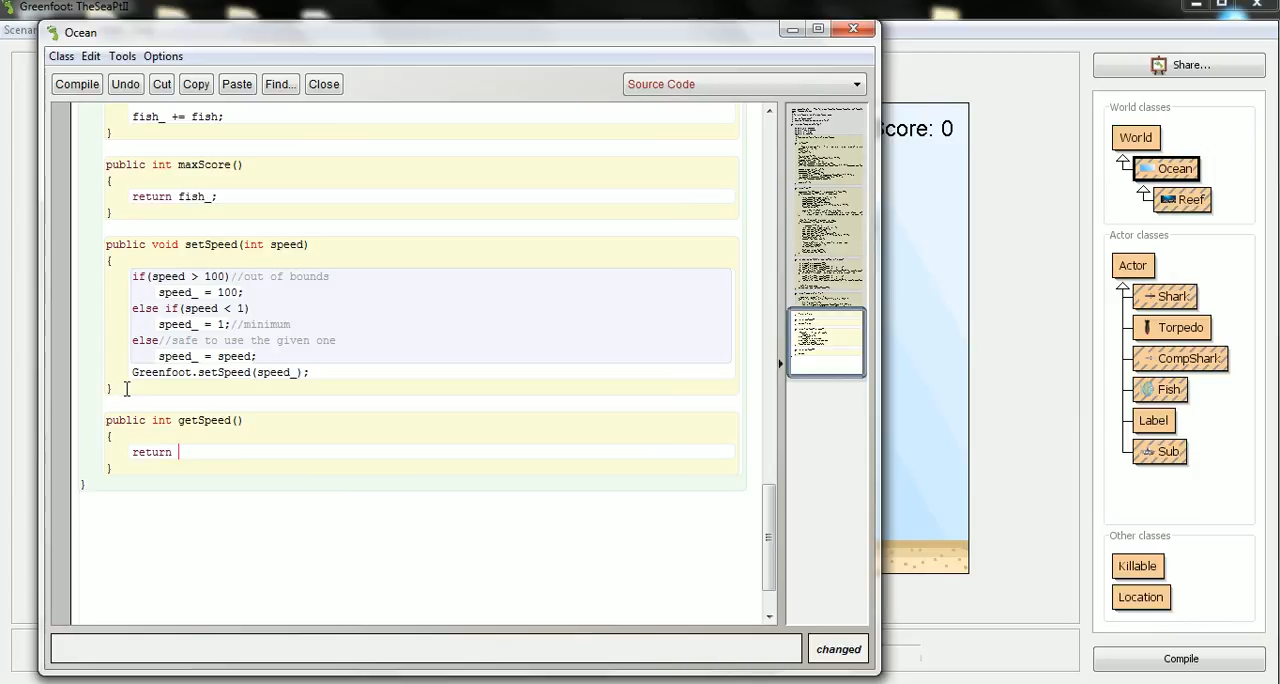 Greenfoot: TheSeaPtII
Scenar
Ocean
Class Edit Tools Options
Compile Undo Cut Copy Paste Find... Close Source Code
fish_ += fish;
}
public int maxScore()
{
return fish_;
}
public void setSpeed(int speed)
{
if(speed > 100)//out of bounds
speed_ = 100;
else if(speed < 1)
speed_ = 1;//minimum
else//safe to use the given one
speed_ = speed;
Greenfoot.setSpeed(speed_);
}
public int getSpeed()
{
return
}
}
changed
core: 0
Share...
World classes
World
Ocean
Reef
Actor classes
Actor
Shark
Torpedo
CompShark
Fish
Label
Sub
Other classes
Killable
Location
Compile